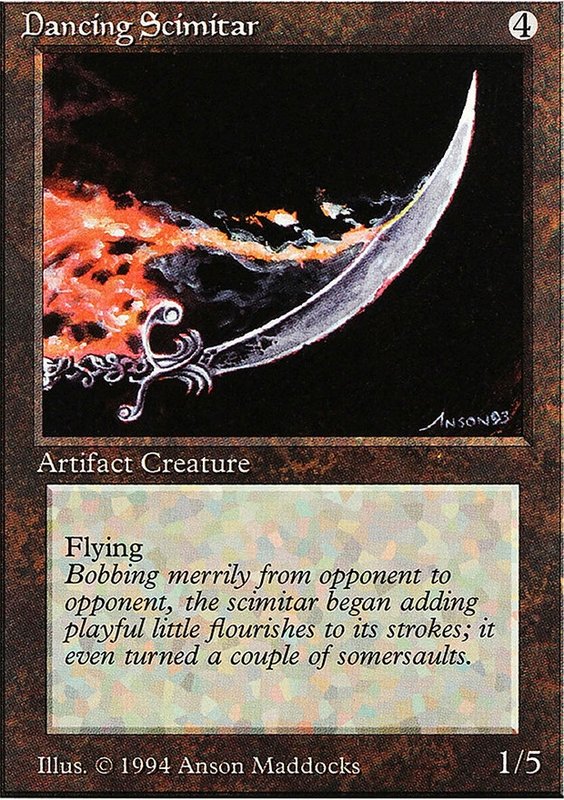 Dancing Scimitar 4
ANSON93
Artifact Creature
Flying
Bobbing merrily from opponent to
opponent, the scimitar began adding
playful little flourishes to its strokes; it
even turned a couple of somersaults.
Illus. © 1994 Anson Maddocks 1/5